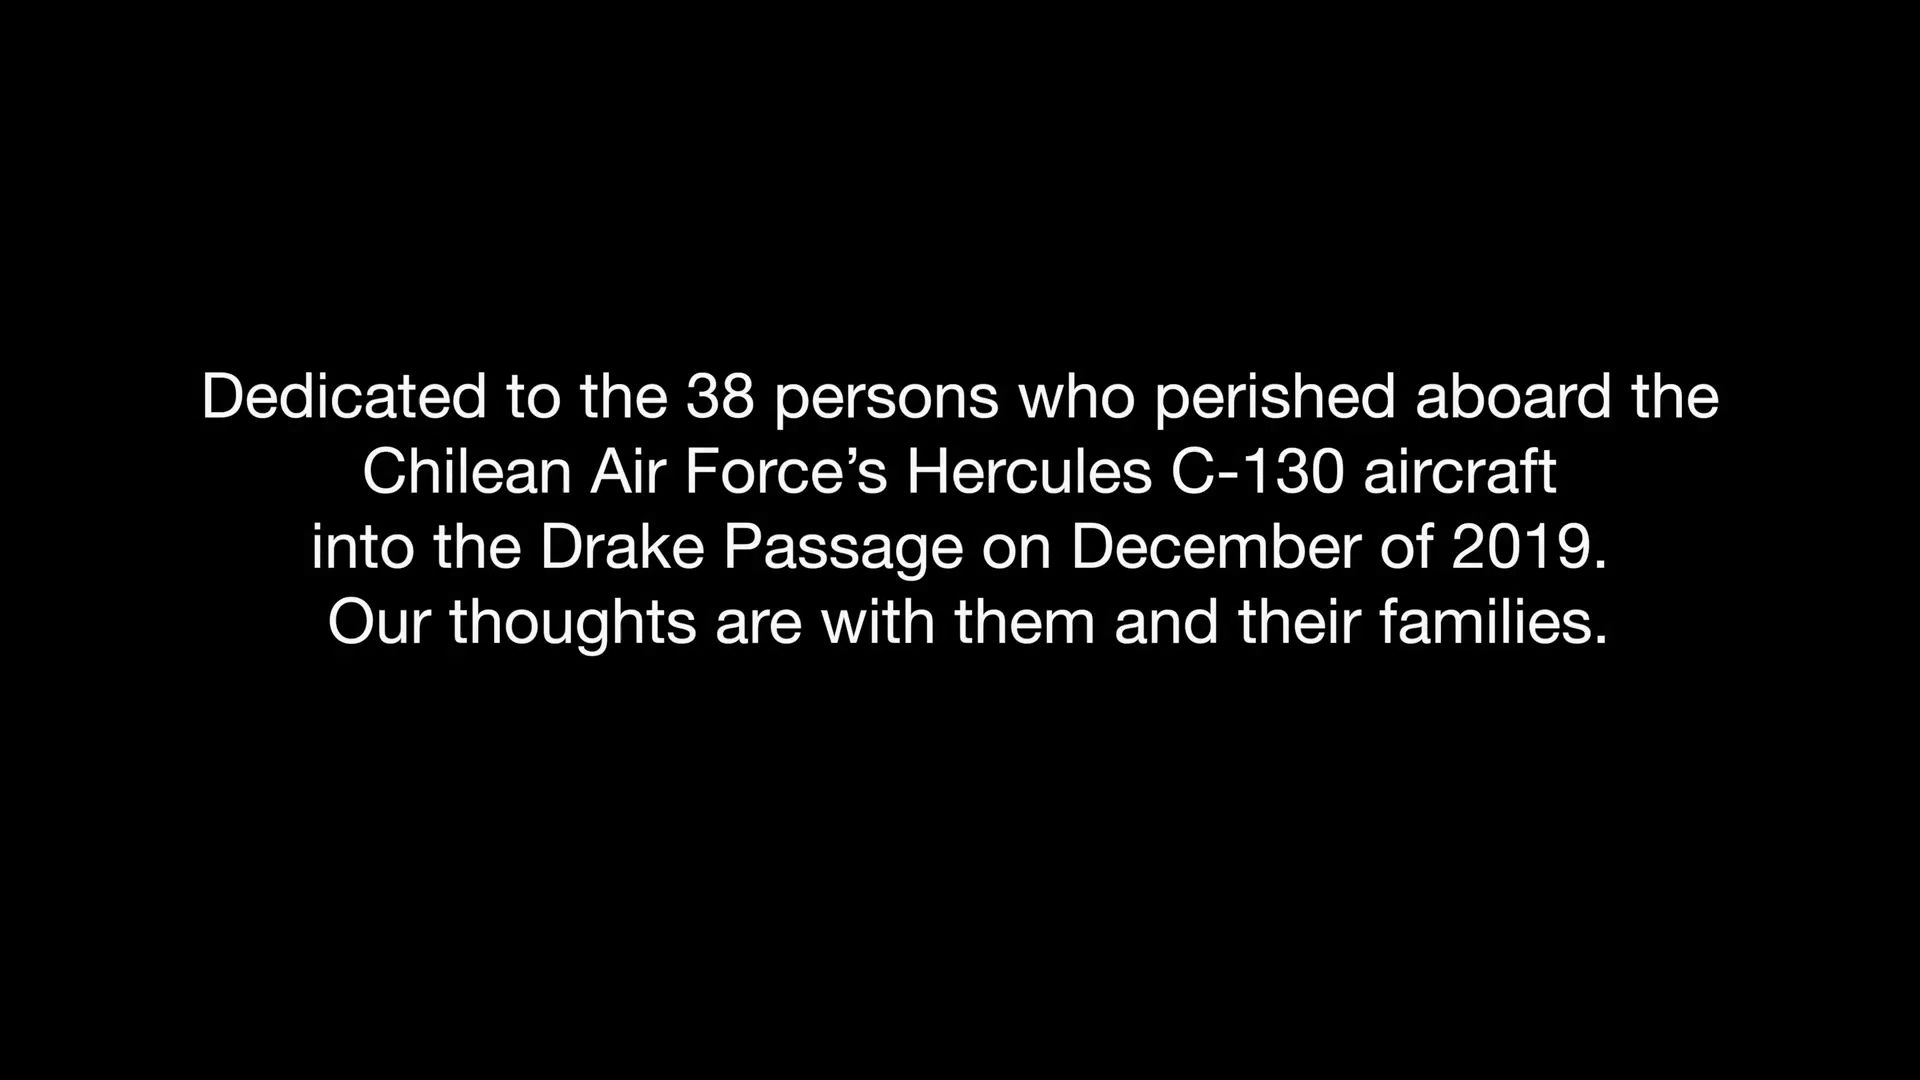 Dedicated to the 38 persons who perished aboard the
Chilean Air Force’s Hercules C-130 aircraft
into the Drake Passage on December of 2019.
Our thoughts are with them and their families.